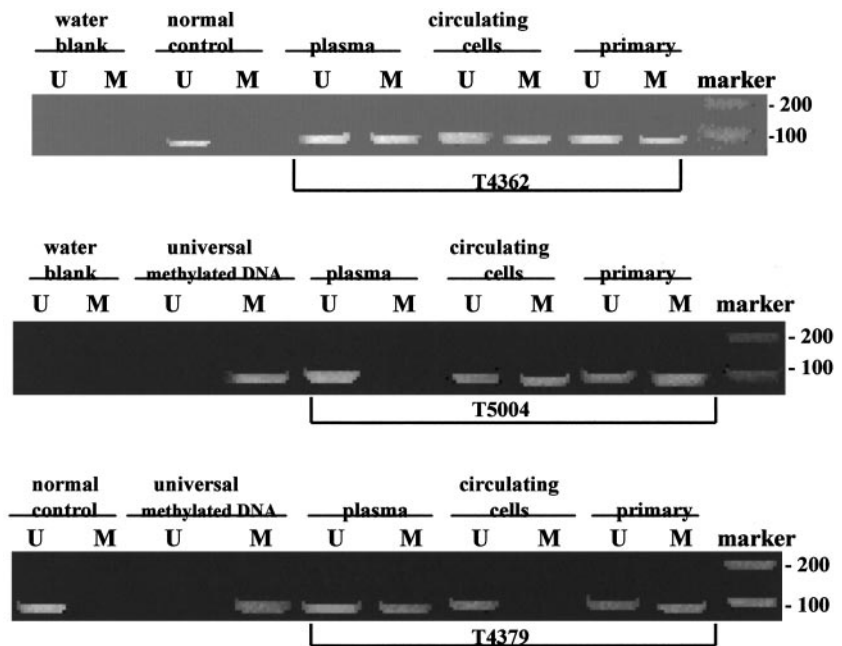 water normal circulating
blank control plasma cells primary
U M U M U M U M U M marker
- 200
-100
T4362
water universal circulating
blank methylated DNA plasma cells primary
U M U M U M U M U M marker
- 200
- 100
T5004
normal universal circulating
control methylated DNA plasma cells primary
U M U M U M U M U M marker
- 200
- 100
T4379